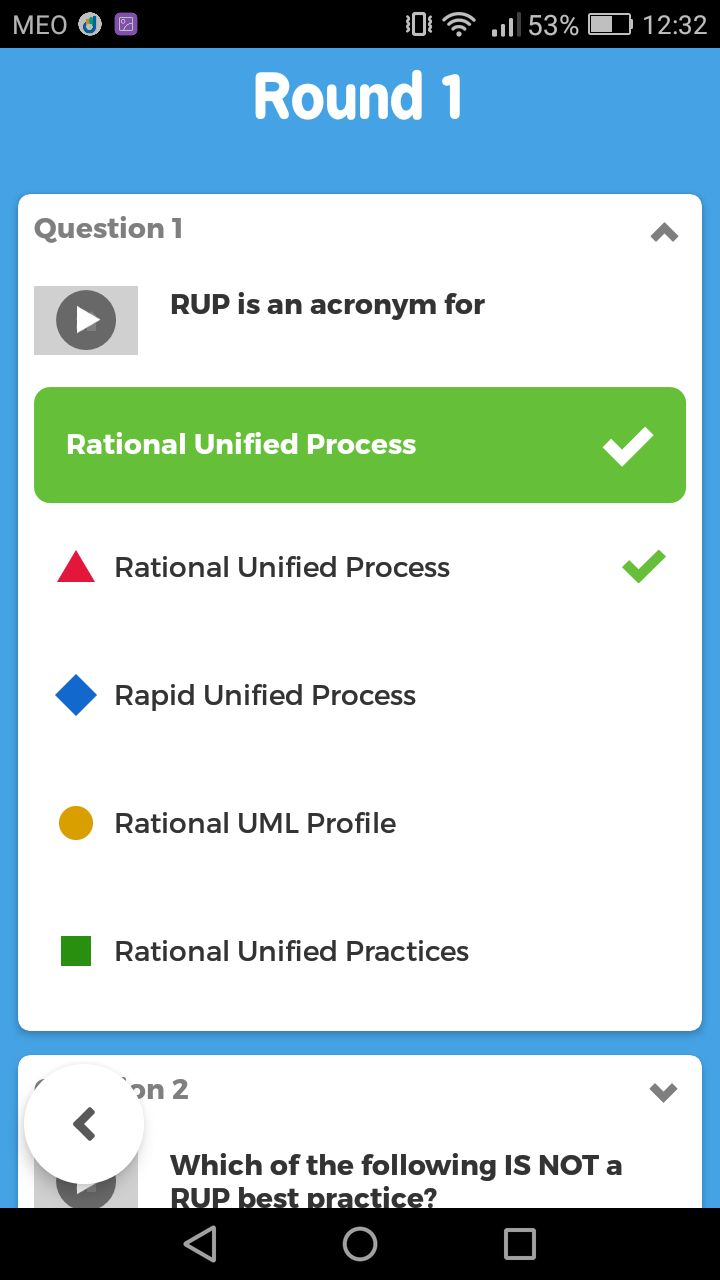 MEO 53% 12:32
Round 1
Question 1
RUP is an acronym for
Rational Unified Process
Rational Unified Process
Rapid Unified Process
Rational UML Profile
Rational Unified Practices
2
Which of the following IS NOT a
RUP best practice?